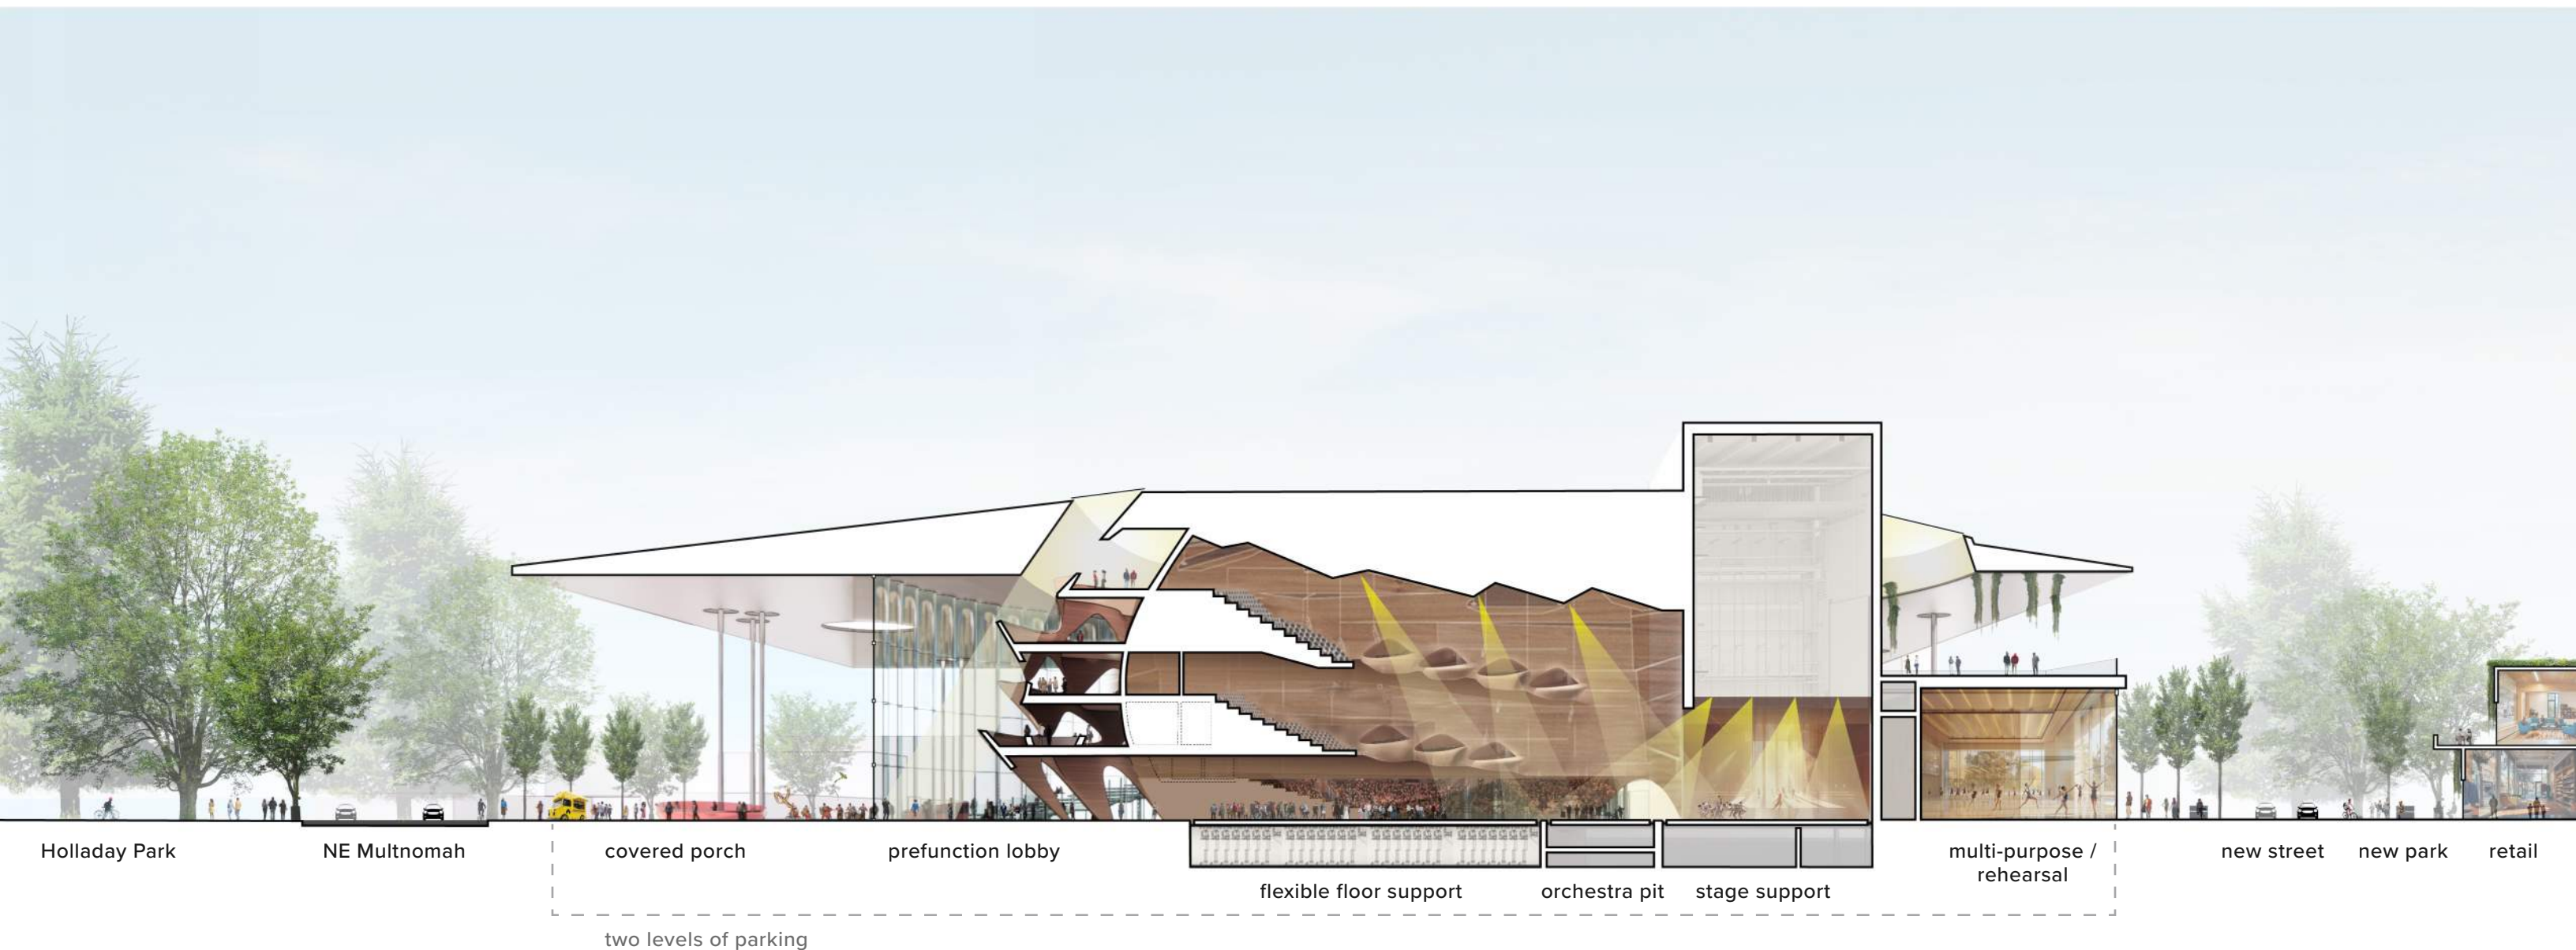 Holladay Park
NE Multnomah
covered porch
prefunction lobby
multi-purpose /
rehearsal
new street
new park
retail
flexible floor support
orchestra pit
stage support
two levels of parking